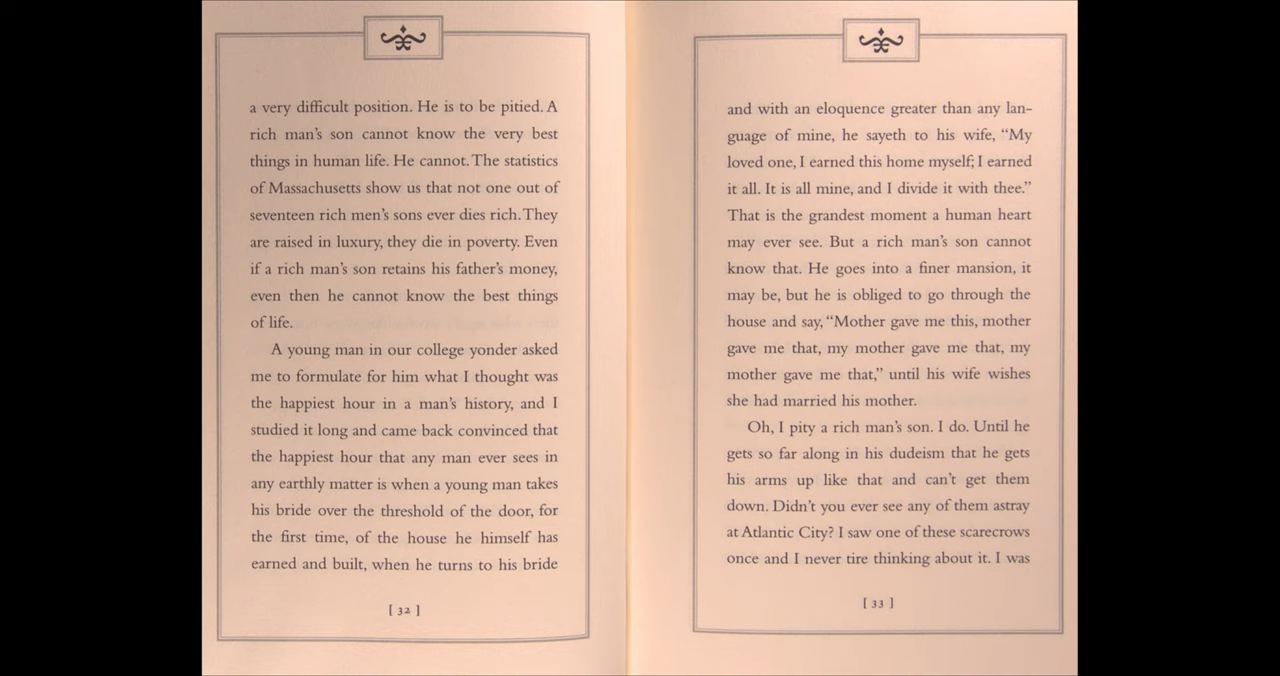 a very difficult position. He is to be pitied. A
rich man's son cannot know the very best
things in human life. He cannot. The statistics
of Massachusetts show us that not one out of
seventeen rich men's sons ever dies rich. They
are raised in luxury, they die in poverty. Even
if a rich man's son retains his father's money,
even then he cannot know the best things
of life.
A young man in our college yonder asked
me to formulate for him what I thought was
the happiest hour in a man's history, and I
studied it long and came back convinced that
the happiest hour that any man ever sees in
any earthly matter is when a young man takes
his bride over the threshold of the door, for
the first time, of the house he himself has
earned and built, when he turns to his bride
[ 32 ]
and with an eloquence greater than any lan-
guage of mine, he sayeth to his wife, “My
loved one, I earned this home myself; I earned
it all. It is all mine, and I divide it with thee.”
That is the grandest moment a human heart
may ever see. But a rich man's son cannot
know that. He goes into a finer mansion, it
may be, but he is obliged to go through the
house and say, “Mother gave me this, mother
gave me that, my mother gave me that, my
mother gave me that,” until his wife wishes
she had married his mother.
Oh, I pity a rich man's son. I do. Until he
gets so far along in his dudeism that he gets
his arms up like that and can't get them
down. Didn't you ever see any of them astray
at Atlantic City? I saw one of these scarecrows
once and I never tire thinking about it. I was
[ 33 ]